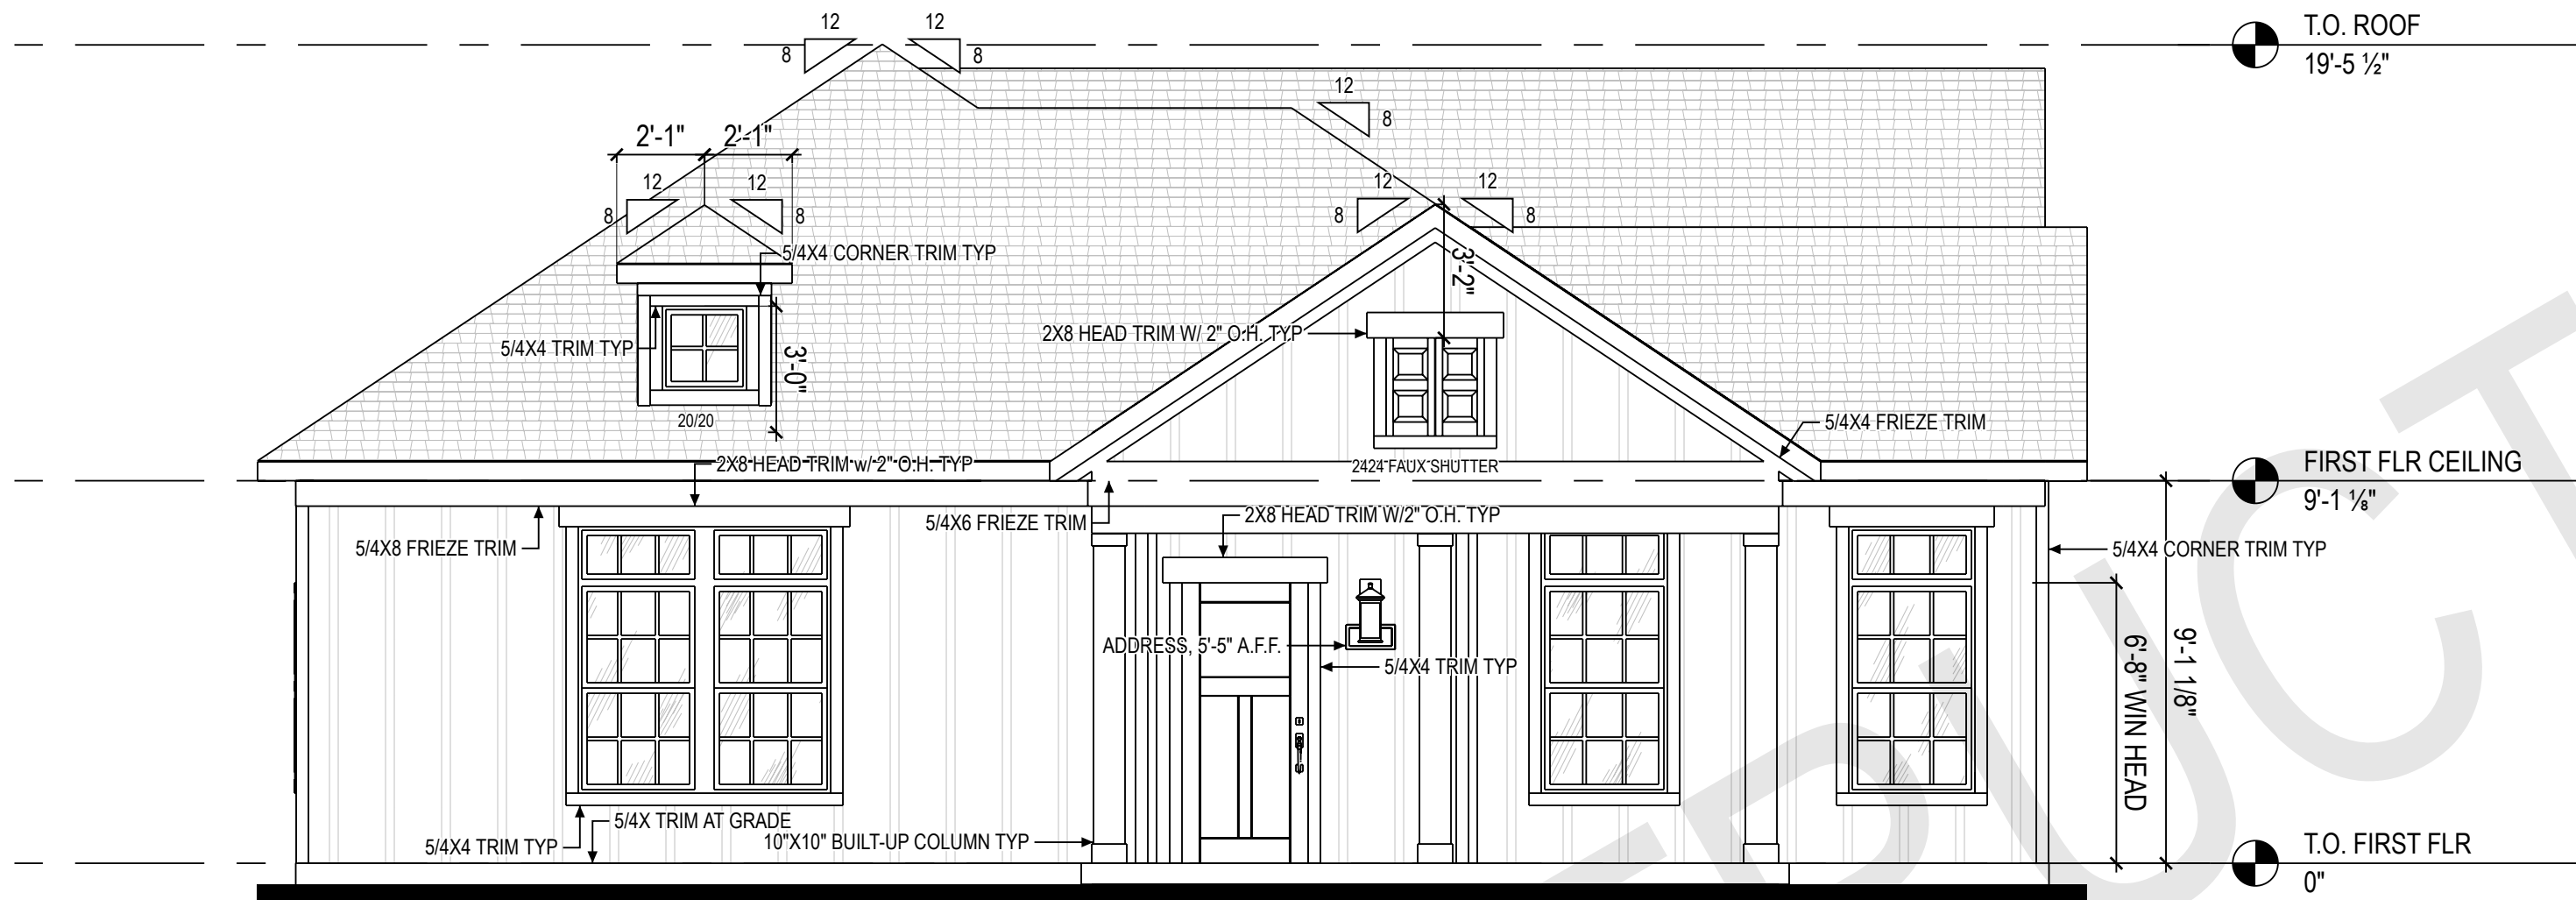 12 12
8 8
T.O. ROOF
19'-5 ½"
12
8
2'-1" 2'-1"
12 12
8 8
12 12
8 8
5/4X4 CORNER TRIM TYP
3'-2"
2X8 HEAD TRIM W/ 2" O.H. TYP
5/4X4 TRIM TYP
3'-0"
20/20
5/4X4 FRIEZE TRIM
2X8 HEAD TRIM w/ 2" O.H. TYP
2424 FAUX SHUTTER
FIRST FLR CEILING
9'-1 ⅛"
5/4X6 FRIEZE TRIM
2X8 HEAD TRIM W/2" O.H. TYP
5/4X8 FRIEZE TRIM
5/4X4 CORNER TRIM TYP
ADDRESS, 5'-5" A.F.F.
5/4X4 TRIM TYP
6'-8" WIN HEAD
9'-1 1/8"
5/4X TRIM AT GRADE
5/4X4 TRIM TYP
10"X10" BUILT-UP COLUMN TYP
T.O. FIRST FLR
0"